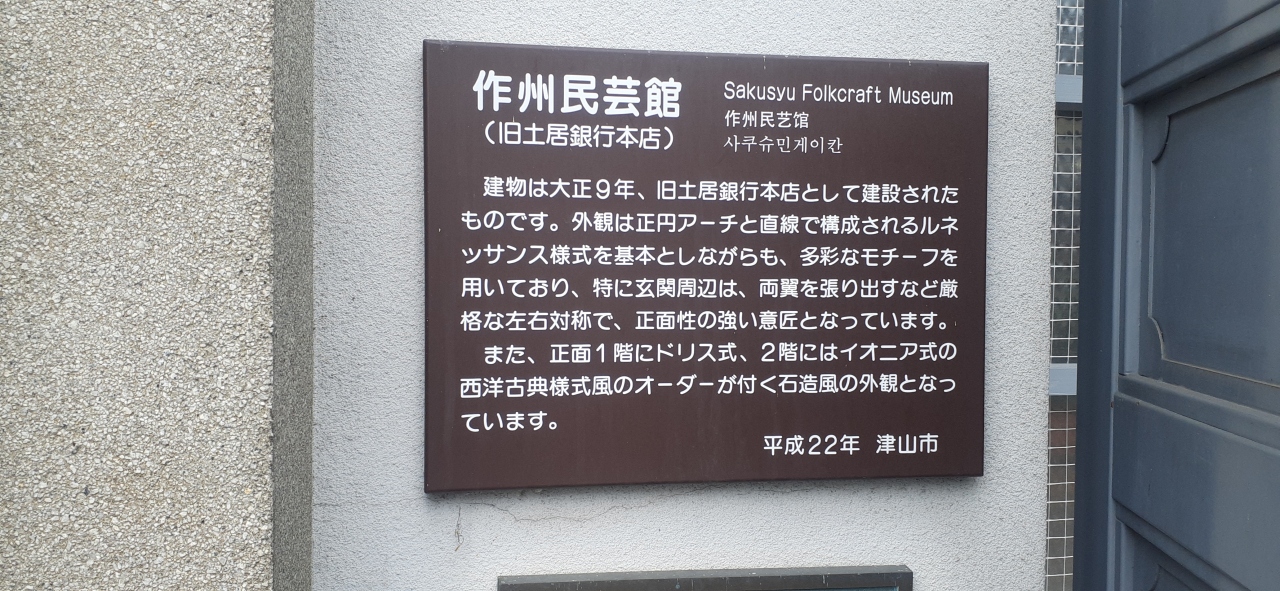 作州民芸館
（旧土居銀行本店）
Sakusyu Folkcraft Museum
作州民艺馆
사쿠슈민게이칸
建物は大正９年、旧土居銀行本店として建設された
ものです。外観は正円アーチと直線で構成されるルネ
ッサンス様式を基本としながらも、多彩なモチーフを
用いており、特に玄関周辺は、両翼を張り出すなど厳
格な左右対称で、正面性の強い意匠となっています。
また、正面１階にドリス式、２階にはイオニア式の
西洋古典様式風のオーダーが付く石造風の外観となっ
ています。
平成22年 津山市